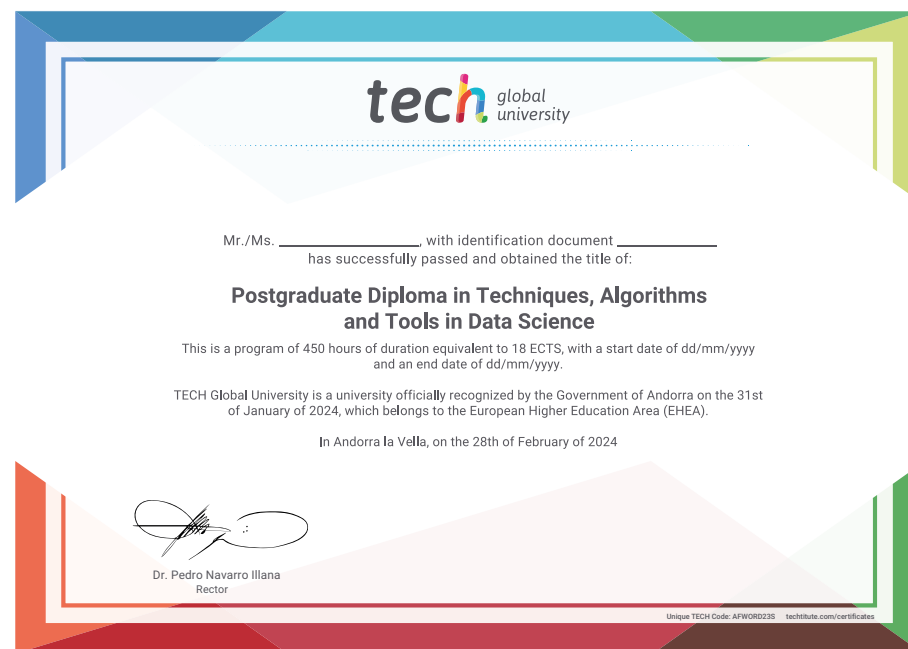 tech global
university
Mr./Ms. ____________________, with identification document ______________
has successfully passed and obtained the title of:
Postgraduate Diploma in Techniques, Algorithms
and Tools in Data Science
This is a program of 450 hours of duration equivalent to 18 ECTS, with a start date of dd/mm/yyyy
and an end date of dd/mm/yyyy.
TECH Global University is a university officially recognized by the Government of Andorra on the 31st
of January of 2024, which belongs to the European Higher Education Area (EHEA).
In Andorra la Vella, on the 28th of February of 2024
Dr. Pedro Navarro Illana
Rector
Unique TECH Code: AFWORD23S techtitute.com/certificates